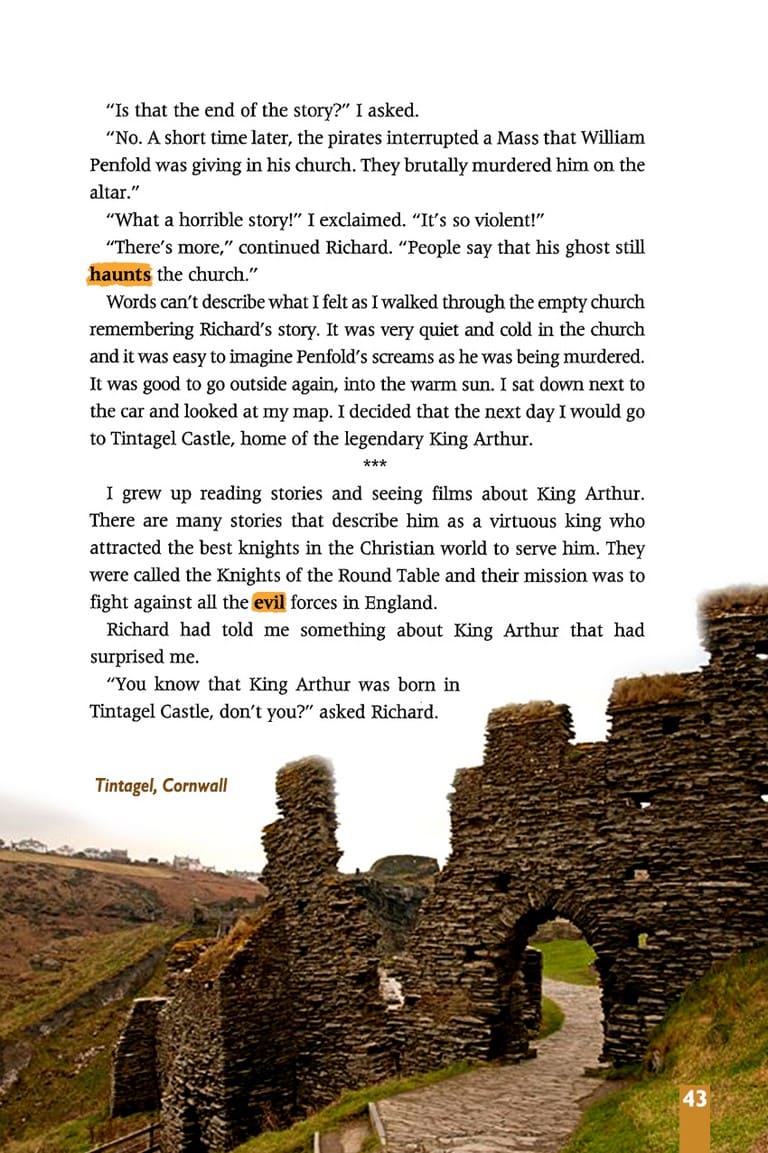 “Is that the end of the story?” I asked.
“No. A short time later, the pirates interrupted a Mass that William
Penfold was giving in his church. They brutally murdered him on the
altar.”
“What a horrible story!” I exclaimed. “It’s so violent!”
“There’s more,” continued Richard. “People say that his ghost still
haunts the church.”
Words can’t describe what I felt as I walked through the empty church
remembering Richard’s story. It was very quiet and cold in the church
and it was easy to imagine Penfold’s screams as he was being murdered.
It was good to go outside again, into the warm sun. I sat down next to
the car and looked at my map. I decided that the next day I would go
to Tintagel Castle, home of the legendary King Arthur.
***
I grew up reading stories and seeing films about King Arthur.
There are many stories that describe him as a virtuous king who
attracted the best knights in the Christian world to serve him. They
were called the Knights of the Round Table and their mission was to
fight against all the evil forces in England.
Richard had told me something about King Arthur that had
surprised me.
“You know that King Arthur was born in
Tintagel Castle, don’t you?” asked Richard.
Tintagel, Cornwall
43